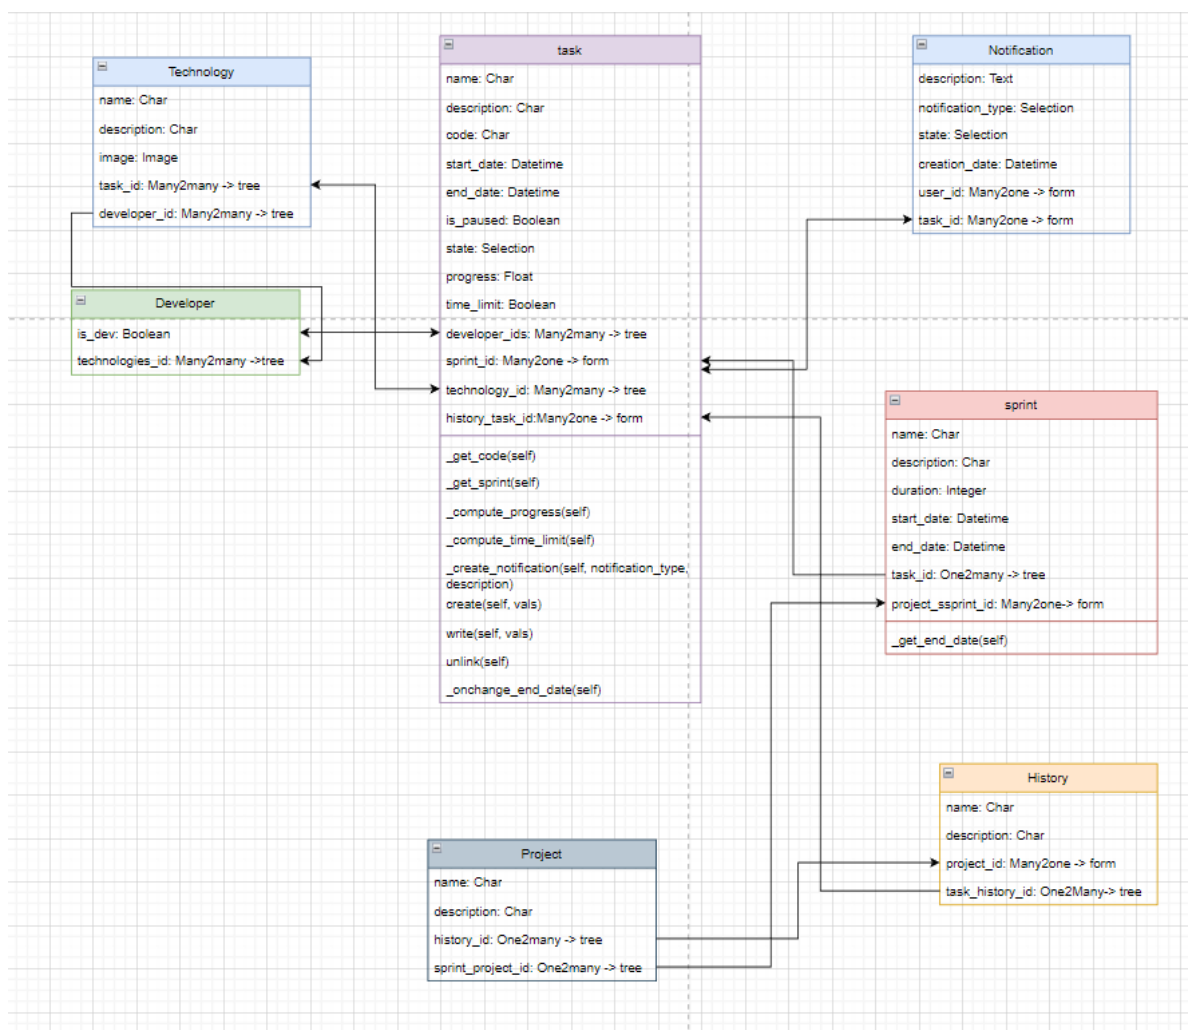 Technology
name: Char
description: Char
image: Image
task_id: Many2many -> tree
developer_id: Many2many -> tree
Developer
is_dev: Boolean
technologies_id: Many2many ->tree
task
name: Char
description: Char
code: Char
start_date: Datetime
end_date: Datetime
is_paused: Boolean
state: Selection
progress: Float
time_limit: Boolean
developer_ids: Many2many -> tree
sprint_id: Many2one -> form
technology_id: Many2many -> tree
history_task_id:Many2one -> form
_get_code(self)
_get_sprint(self)
_compute_progress(self)
_compute_time_limit(self)
_create_notification(self, notification_type,
description)
create(self, vals)
write(self, vals)
unlink(self)
_onchange_end_date(self)
Notification
description: Text
notification_type: Selection
state: Selection
creation_date: Datetime
user_id: Many2one -> form
task_id: Many2one -> form
sprint
name: Char
description: Char
duration: Integer
start_date: Datetime
end_date: Datetime
task_id: One2many -> tree
project_ssprint_id: Many2one-> form
_get_end_date(self)
History
name: Char
description: Char
project_id: Many2one -> form
task_history_id: One2Many-> tree
Project
name: Char
description: Char
history_id: One2many -> tree
sprint_project_id: One2many -> tree